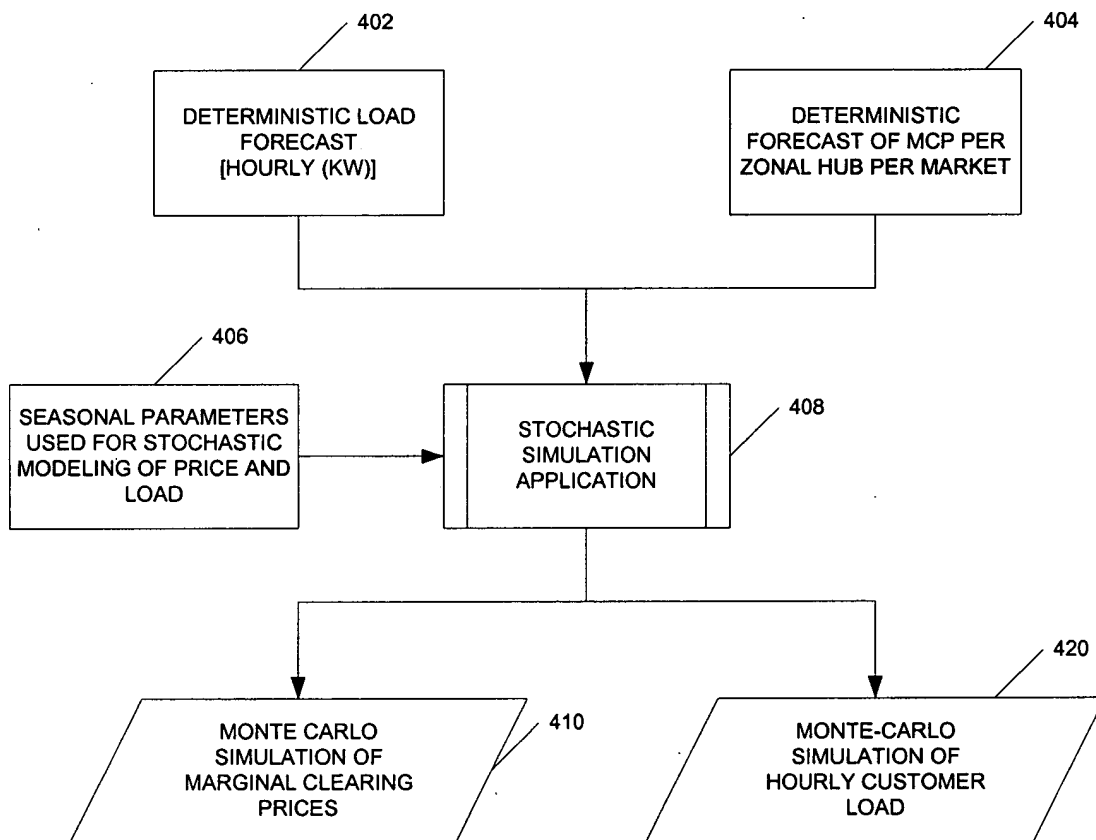 402
404
DETERMINISTIC LOAD
FORECAST
[HOURLY (KW)]
DETERMINISTIC
FORECAST OF MCP PER
ZONAL HUB PER MARKET
406
SEASONAL PARAMETERS
USED FOR STOCHASTIC
MODELING OF PRICE AND
LOAD
STOCHASTIC
SIMULATION
APPLICATION
408
MONTE CARLO
SIMULATION OF
MARGINAL CLEARING
PRICES
410
420
MONTE-CARLO
SIMULATION OF
HOURLY CUSTOMER
LOAD